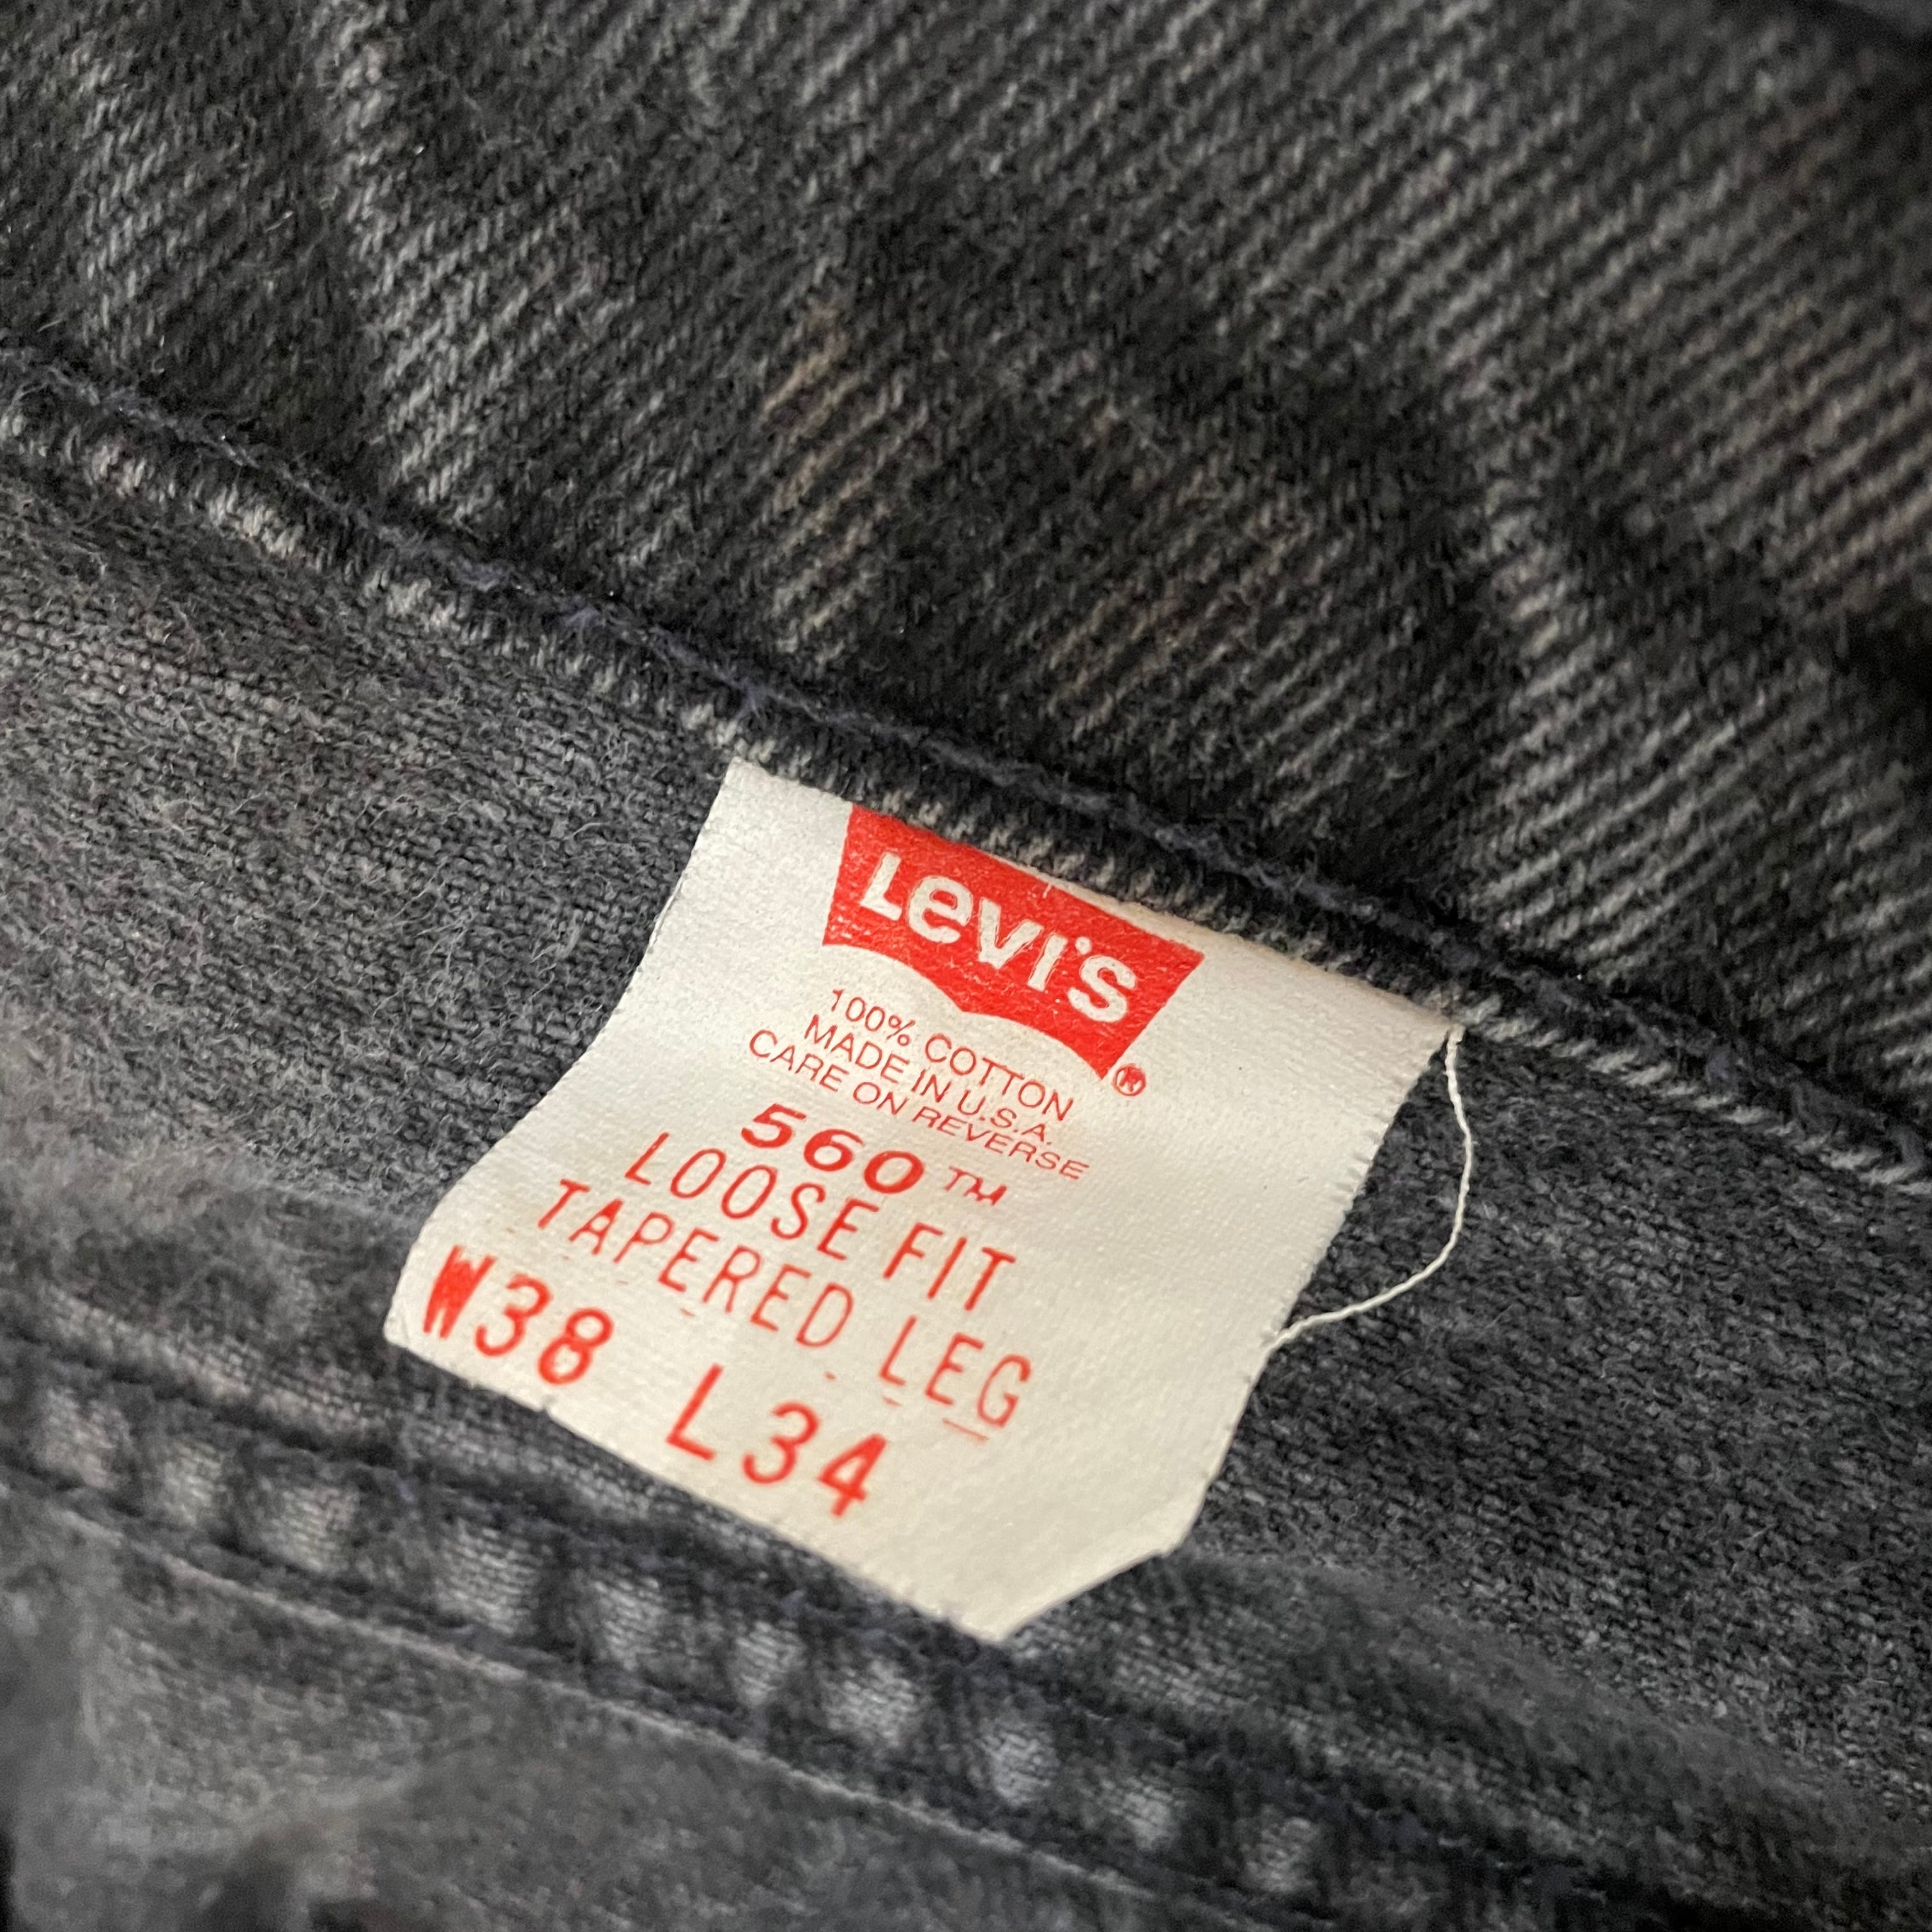 Levi's ®
100% COTTON
MADE IN U.S.A.
CARE ON REVERSE
560™
LOOSE FIT
TAPERED LEG
W38 L34